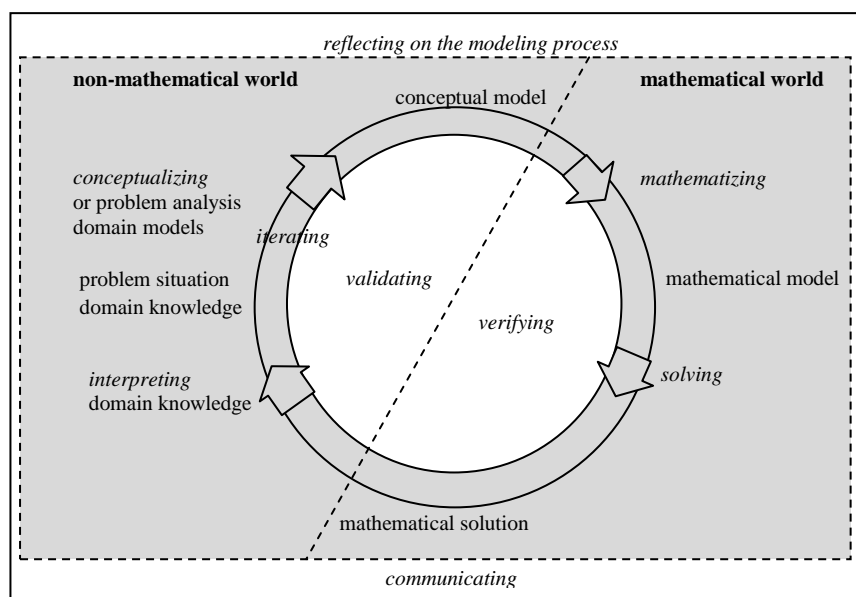 reflecting on the modeling process
non-mathematical world
mathematical world
conceptual model
conceptualizing
or problem analysis
domain models
mathematizing
iterating
problem situation
domain knowledge
validating
mathematical model
verifying
interpreting
domain knowledge
solving
mathematical solution
communicating